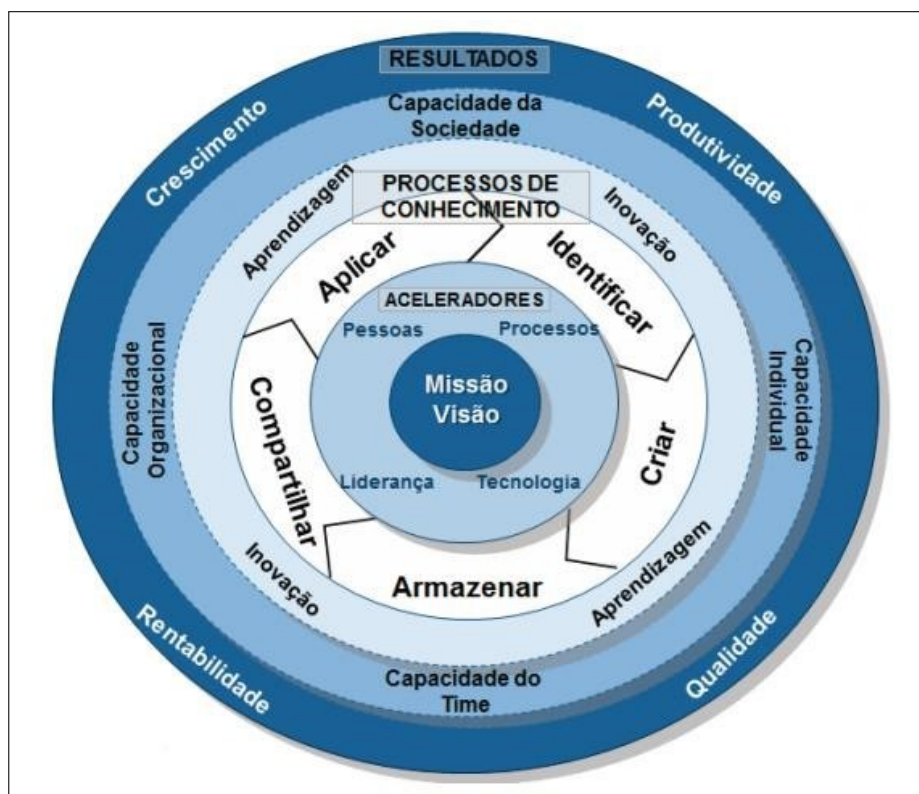 RESULTADOS
Crescimento
Produtividade
Capacidade da
Sociedade
Aprendizagem
PROCESSOS DE
CONHECIMENTO
Inovação
Aplicar
Identificar
ACELERADORES
Pessoas
Processos
Capacidade
Organizacional
Missão
Visão
Capacidade
Individual
Compartilhar
Criar
Liderança
Tecnologia
Inovação
Armazenar
Aprendizagem
Rentabilidade
Capacidade do
Time
Qualidade